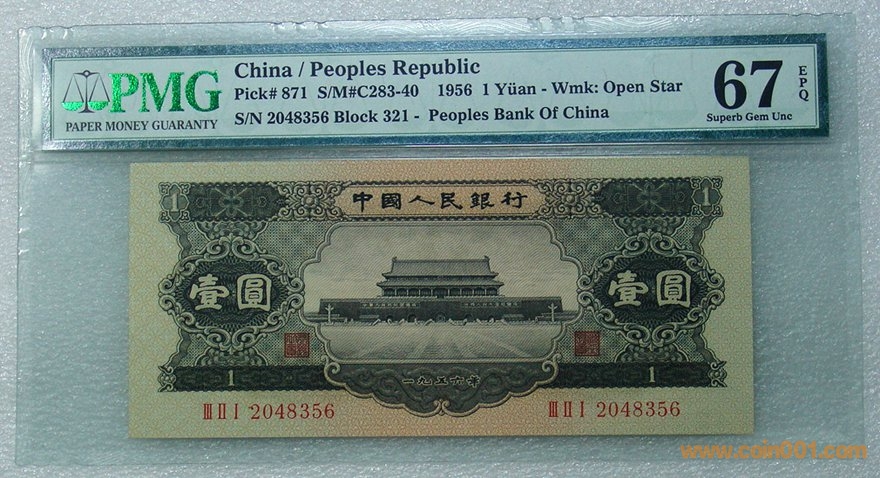 PMG
PAPER MONEY GUARANTY
China / Peoples Republic
Pick# 871 S/M#C283-40 1956 1 Yüan - Wmk: Open Star
S/N 2048356 Block 321 - Peoples Bank Of China
67
EPQ
Superb Gem Unc
1 中國人民銀行 1
壹圓 壹圓
1 一九五六年 1
ⅢⅡⅠ 2048356 ⅢⅡⅠ 2048356
www.coin001.com